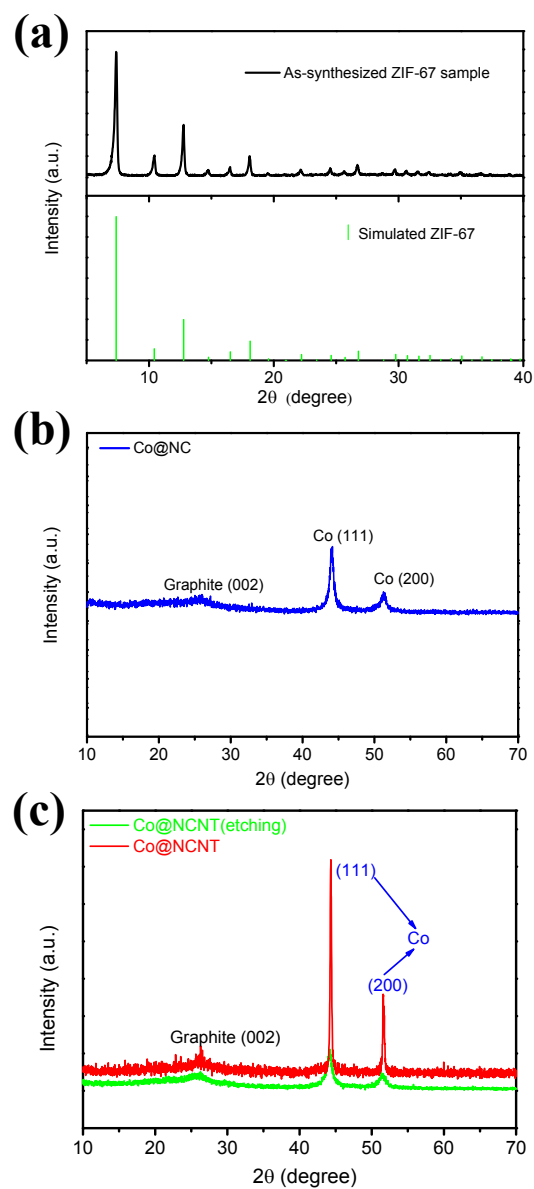 (a)
As-synthesized ZIF-67 sample
Intensity (a.u.)
Simulated ZIF-67
10 20 30 40
2θ (degree)
(b)
Co@NC
Intensity (a.u.)
Co (111)
Graphite (002)
Co (200)
10 20 30 40 50 60 70
2θ (degree)
(c)
Co@NCNT(etching)
Co@NCNT
Intensity (a.u.)
(111)
Co
(200)
Graphite (002)
10 20 30 40 50 60 70
2θ (degree)